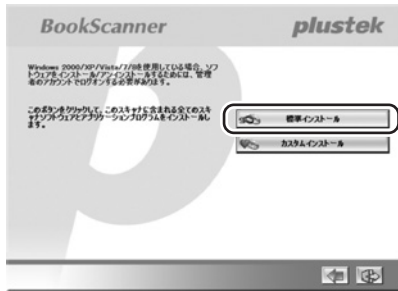 BookScanner
plustek
Windows 2000/XP/Vista/7/8を使用している場合、ソフ
トウェアをインストール/アンインストールするためには、管理
者のアカウントでログオンする必要があります。
このボタンをクリックして、このスキャナに含まれる全てのスキ
ャナソフトウェアとアプリケーションプログラムをインストールし
ます。
標準インストール
カスタムインストール